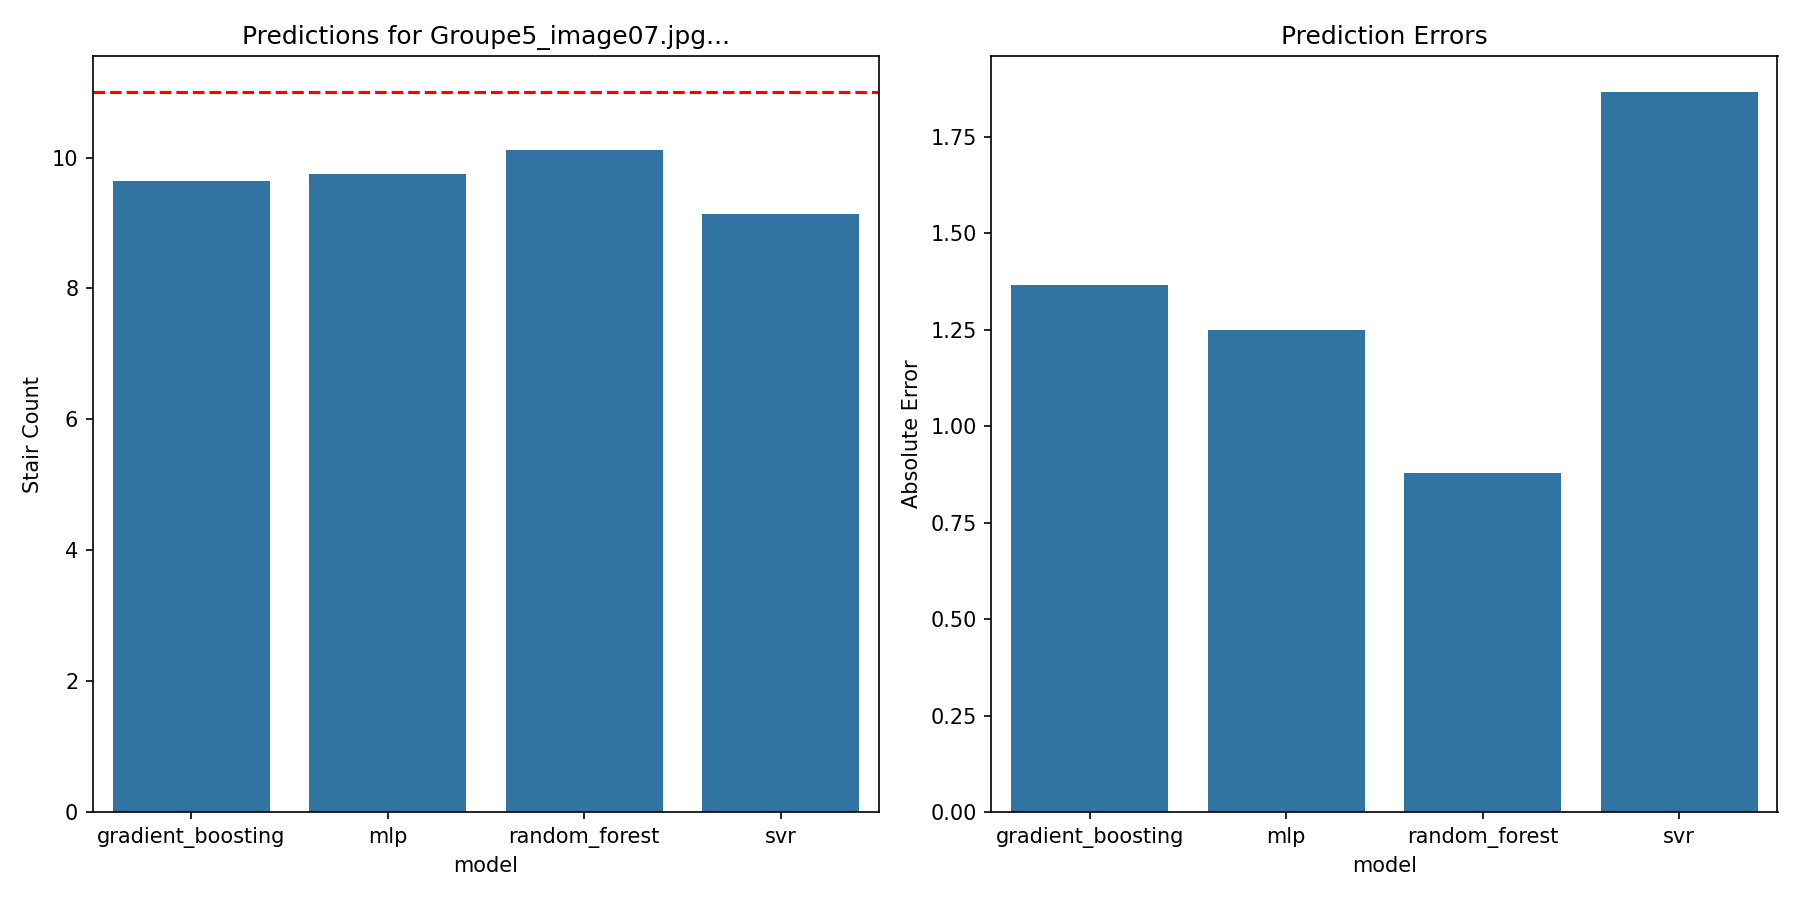 Predictions for Groupe5_image07.jpg...
Stair Count
10
8
6
4
2
0
gradient_boosting mlp random_forest svr
model
Prediction Errors
Absolute Error
1.75
1.50
1.25
1.00
0.75
0.50
0.25
0.00
gradient_boosting mlp random_forest svr
model